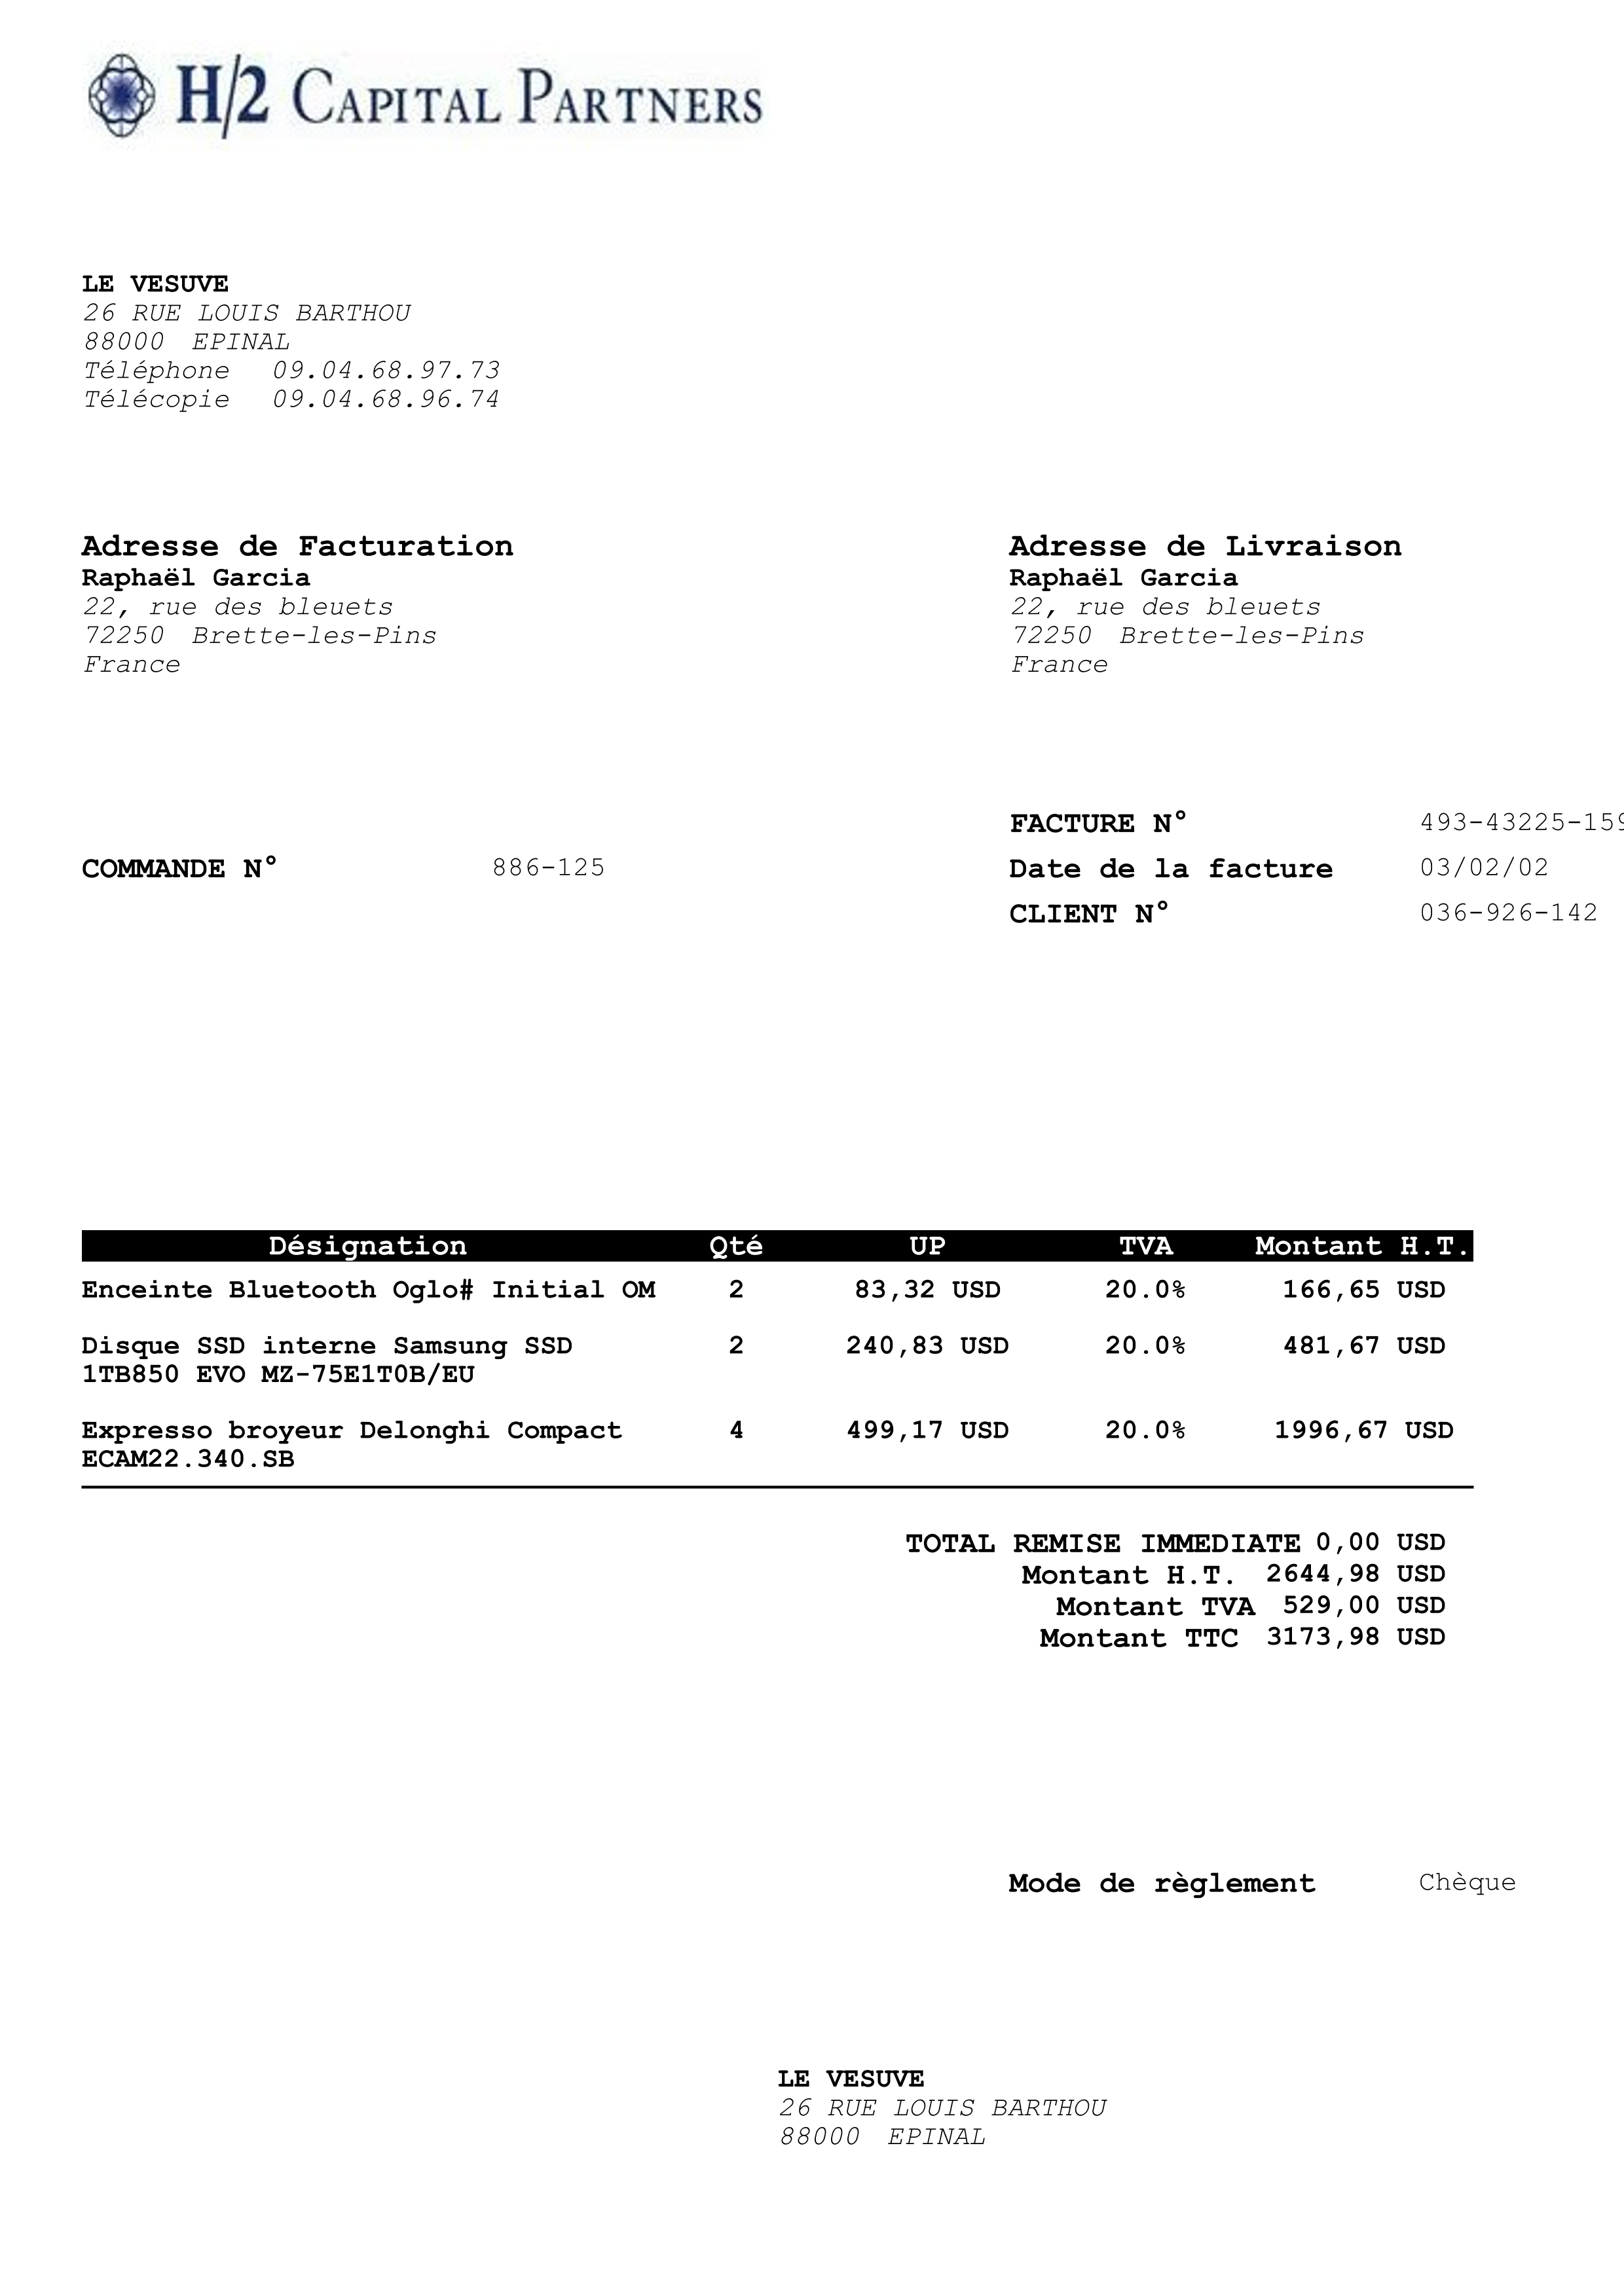 H/2 CAPITAL PARTNERS
LE VESUVE
26 RUE LOUIS BARTHOU
88000 EPINAL
Téléphone 09.04.68.97.73
Télécopie 09.04.68.96.74
Adresse de Facturation
Raphaël Garcia
22, rue des bleuets
72250 Brette-les-Pins
France
Adresse de Livraison
Raphaël Garcia
22, rue des bleuets
72250 Brette-les-Pins
France
COMMANDE N° 886-125
FACTURE N° 493-43225-159
Date de la facture 03/02/02
CLIENT N° 036-926-142
Désignation Qté UP TVA Montant H.T.
Enceinte Bluetooth Oglo# Initial OM 2 83,32 USD 20.0% 166,65 USD
Disque SSD interne Samsung SSD 2 240,83 USD 20.0% 481,67 USD
1TB850 EVO MZ-75E1T0B/EU
Expresso broyeur Delonghi Compact 4 499,17 USD 20.0% 1996,67 USD
ECAM22.340.SB
TOTAL REMISE IMMEDIATE 0,00 USD
Montant H.T. 2644,98 USD
Montant TVA 529,00 USD
Montant TTC 3173,98 USD
Mode de règlement Chèque
LE VESUVE
26 RUE LOUIS BARTHOU
88000 EPINAL